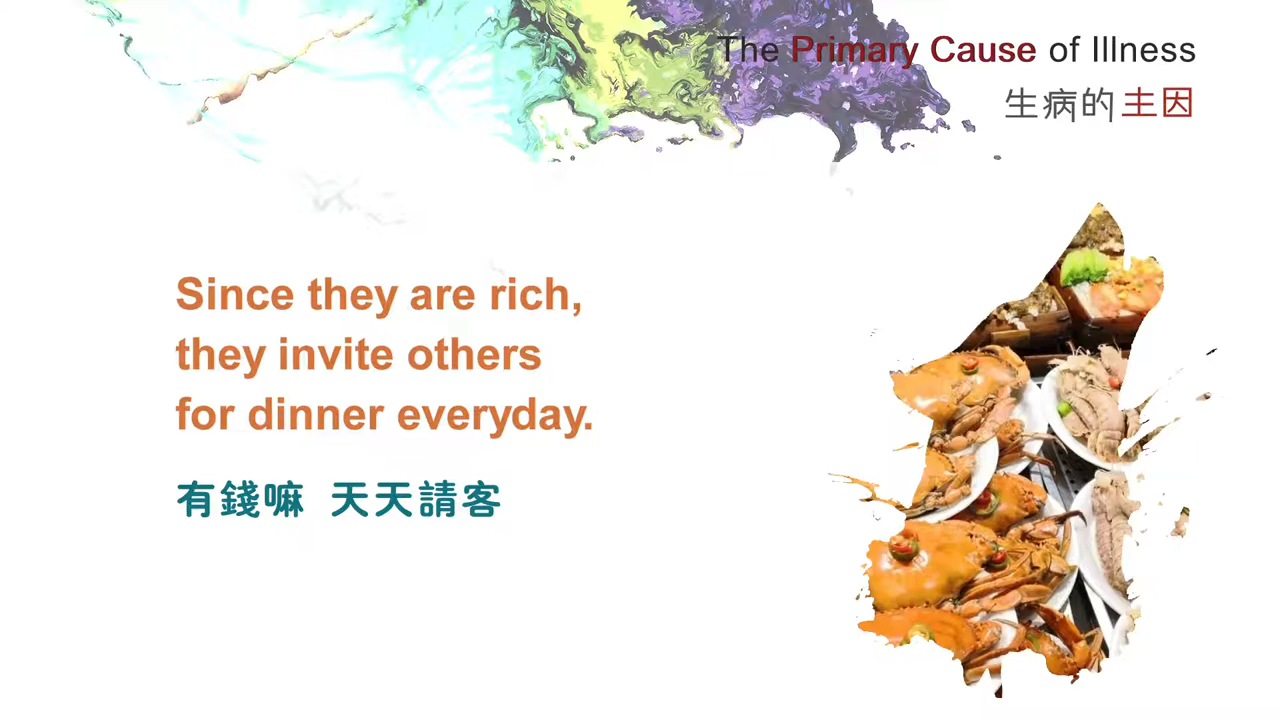 The Primary Cause of Illness
生病的主因
Since they are rich,
they invite others
for dinner everyday.
有錢嘛 天天請客